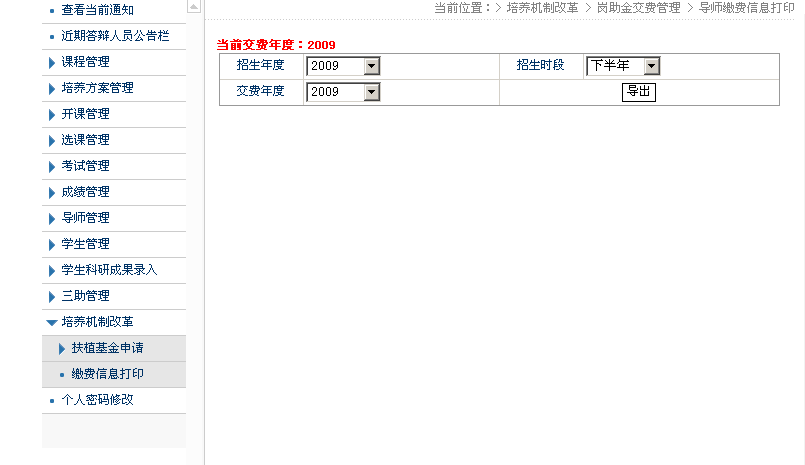 查看当前通知
近期答辩人员公告栏
课程管理
培养方案管理
开课管理
选课管理
考试管理
成绩管理
导师管理
学生管理
学生科研成果录入
三助管理
培养机制改革
扶植基金申请
缴费信息打印
个人密码修改
当前位置：> 培养机制改革 > 岗助金交费管理 > 导师缴费信息打印
当前交费年度：2009
招生年度 2009 招生时段 下半年
交费年度 2009 导出